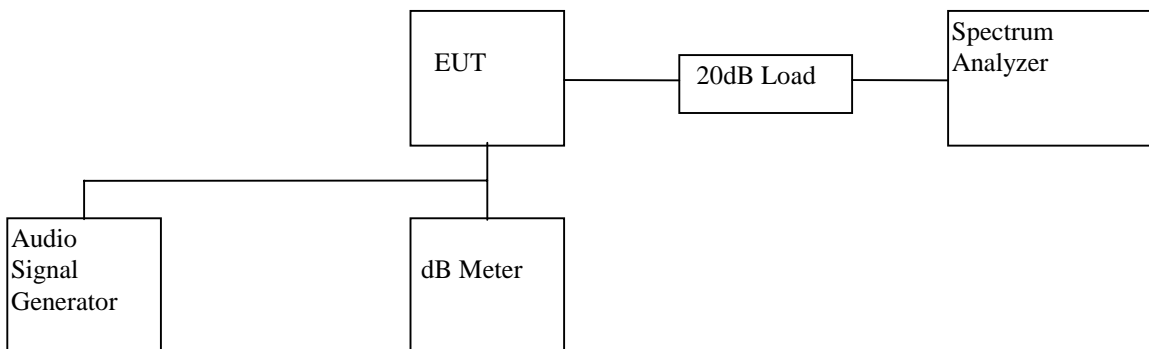 EUT
20dB Load
Spectrum
Analyzer
Audio
Signal
Generator
dB Meter